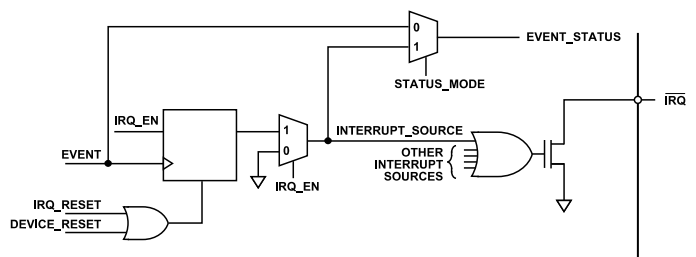 0
EVENT_STATUS
1
STATUS_MODE
IRQ_EN
1
INTERRUPT_SOURCE
IRQ
EVENT
0
OTHER
INTERRUPT
SOURCES
IRQ_EN
IRQ_RESET
DEVICE_RESET